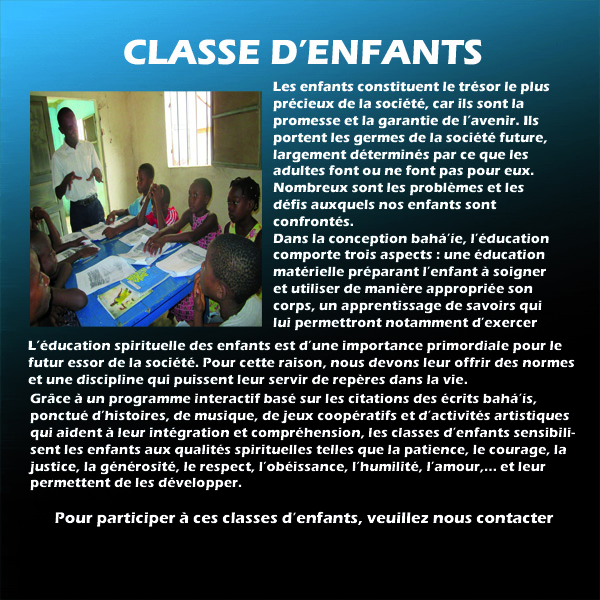 CLASSE D'ENFANTS
Les enfants constituent le trésor le plus
précieux de la société, car ils sont la
promesse et la garantie de l'avenir. Ils
portent les germes de la société future,
largement déterminés par ce que les
adultes font ou ne font pas pour eux.
Nombreux sont les problèmes et les
défis auxquels nos enfants sont
confrontés.
Dans la conception bahá'ie, l'éducation
comporte trois aspects : une éducation
matérielle préparant l'enfant à soigner
et utiliser de manière appropriée son
corps, un apprentissage de savoirs qui
lui permettront notamment d'exercer
L'éducation spirituelle des enfants est d'une importance primordiale pour le
futur essor de la société. Pour cette raison, nous devons leur offrir des normes
et une discipline qui puissent leur servir de repères dans la vie.
Grâce à un programme interactif basé sur les citations des écrits bahá'is,
ponctué d'histoires, de musique, de jeux coopératifs et d'activités artistiques
qui aident à leur intégration et compréhension, les classes d'enfants sensibili-
sent les enfants aux qualités spirituelles telles que la patience, le courage, la
justice, la générosité, le respect, l'obéissance, l'humilité, l'amour,... et leur
permettent de les développer.
Pour participer à ces classes d'enfants, veuillez nous contacter